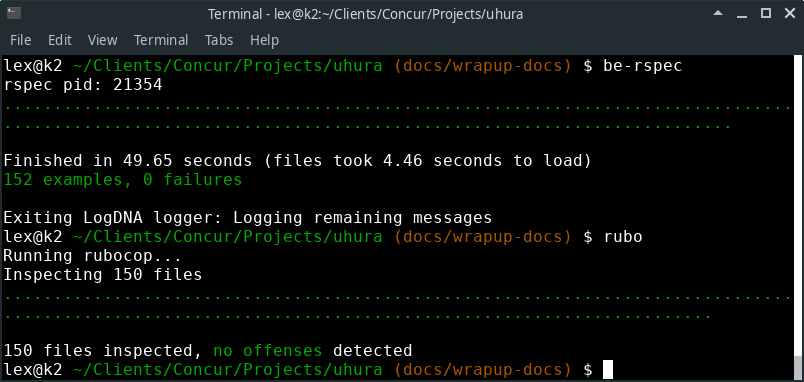 Terminal - lex@k2:~/Clients/Concur/Projects/uhura
File Edit View Terminal Tabs Help
lex@k2 ~/Clients/Concur/Projects/uhura (docs/wrapup-docs) $ be-rspec
rspec pid: 21354
...............................................................................
.........................................................................
Finished in 49.65 seconds (files took 4.46 seconds to load)
152 examples, 0 failures
Exiting LogDNA logger: Logging remaining messages
lex@k2 ~/Clients/Concur/Projects/uhura (docs/wrapup-docs) $ rubo
Running rubocop...
Inspecting 150 files
...............................................................................
.......................................................................
150 files inspected, no offenses detected
lex@k2 ~/Clients/Concur/Projects/uhura (docs/wrapup-docs) $